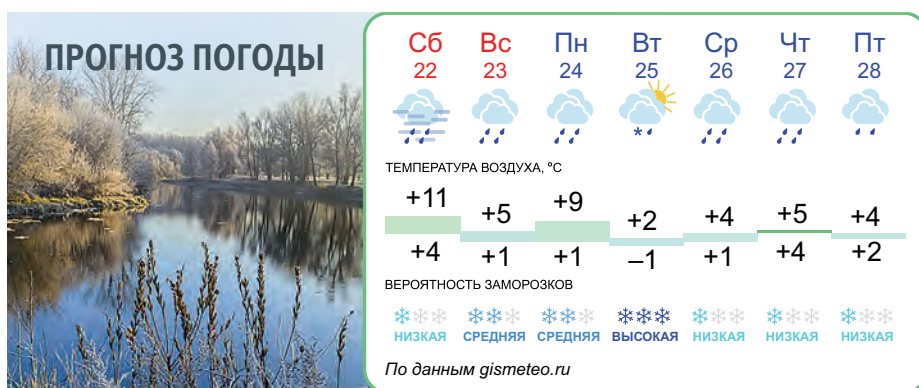 ПРОГНОЗ ПОГОДЫ
Сб Вс Пн Вт Ср Чт Пт
22 23 24 25 26 27 28
ТЕМПЕРАТУРА ВОЗДУХА, °С
+11 +5 +9 +2 +4 +5 +4
+4 +1 +1 –1 +1 +4 +2
ВЕРОЯТНОСТЬ ЗАМОРОЗКОВ
НИЗКАЯ СРЕДНЯЯ СРЕДНЯЯ ВЫСОКАЯ НИЗКАЯ НИЗКАЯ НИЗКАЯ
По данным gismeteo.ru